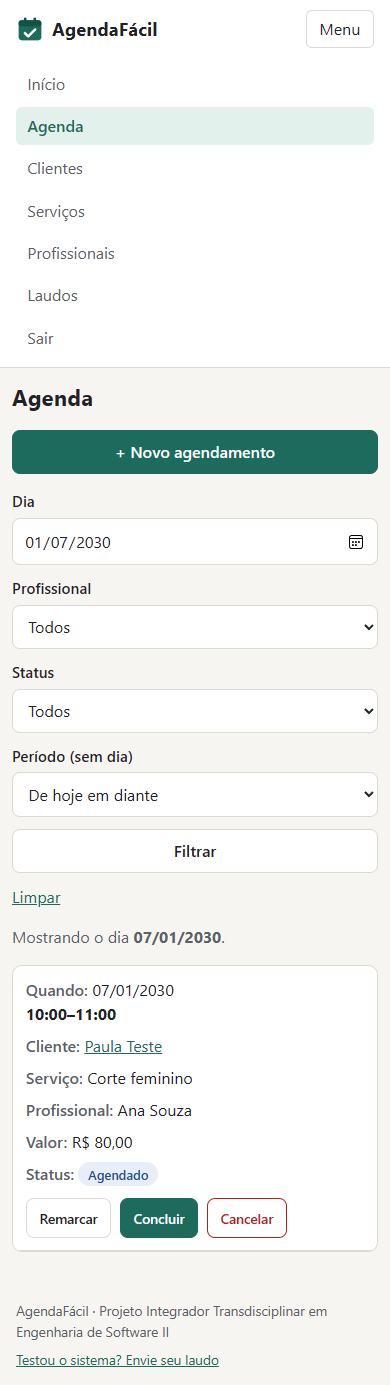 AgendaFácil
Menu
Início
Agenda
Clientes
Serviços
Profissionais
Laudos
Sair
Agenda
+ Novo agendamento
Dia
01/07/2030
Profissional
Todos
Status
Todos
Período (sem dia)
De hoje em diante
Filtrar
Limpar
Mostrando o dia 07/01/2030.
Quando: 07/01/2030
10:00–11:00
Cliente: Paula Teste
Serviço: Corte feminino
Profissional: Ana Souza
Valor: R$ 80,00
Status: Agendado
Remarcar Concluir Cancelar
AgendaFácil · Projeto Integrador Transdisciplinar em
Engenharia de Software II
Testou o sistema? Envie seu laudo